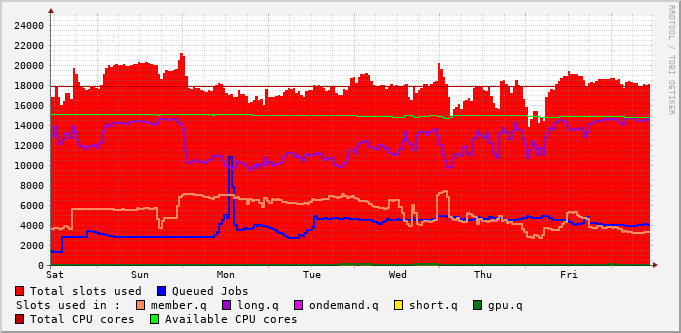 RRDTOOL / TOBI OETIKER
24000
22000
20000
18000
16000
14000
12000
10000
8000
6000
4000
2000
0
Sat Sun Mon Tue Wed Thu Fri
Total slots used Queued Jobs
Slots used in : member.q long.q ondemand.q short.q gpu.q
Total CPU cores Available CPU cores